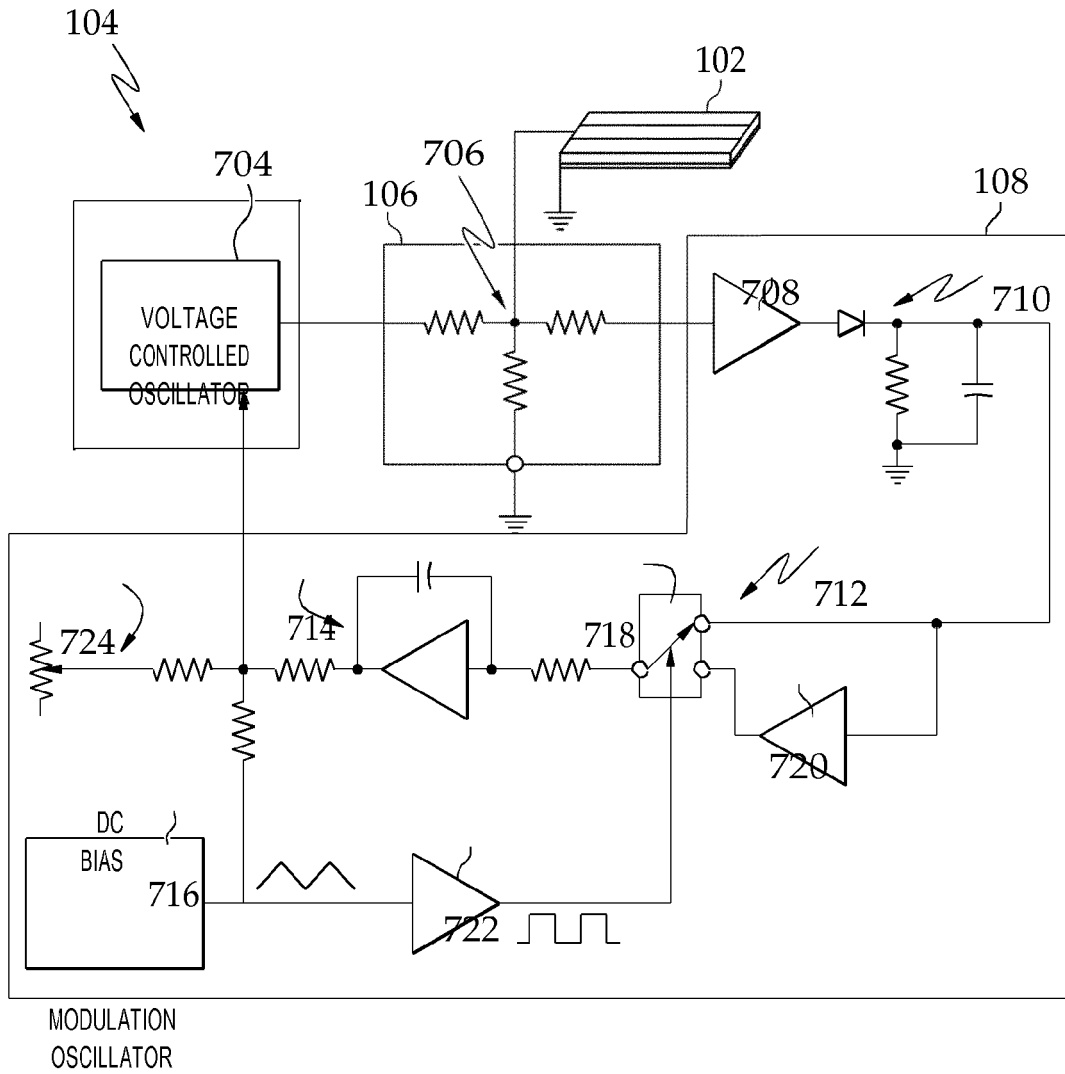 104
102
704
706
106
108
VOLTAGE
CONTROLLED
OSCILLATOR
708
710
712
714
718
724
720
DC
BIAS
716
722
MODULATION
OSCILLATOR